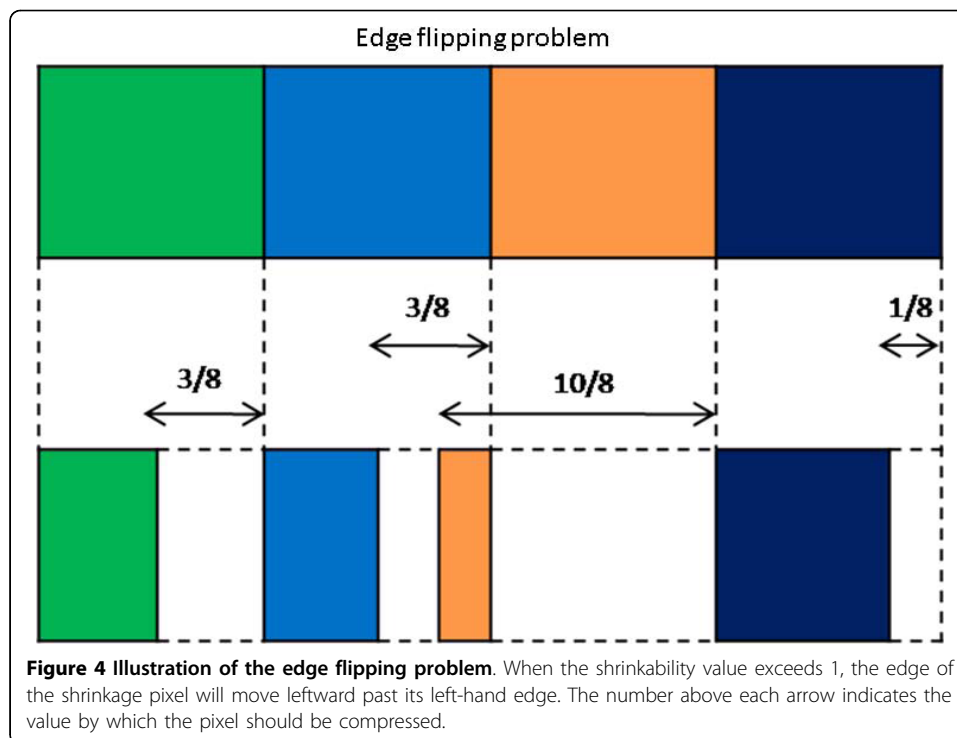 Edge flipping problem
3/8
1/8
3/8
10/8
Figure 4 Illustration of the edge flipping problem. When the shrinkability value exceeds 1, the edge of
the shrinkage pixel will move leftward past its left-hand edge. The number above each arrow indicates the
value by which the pixel should be compressed.